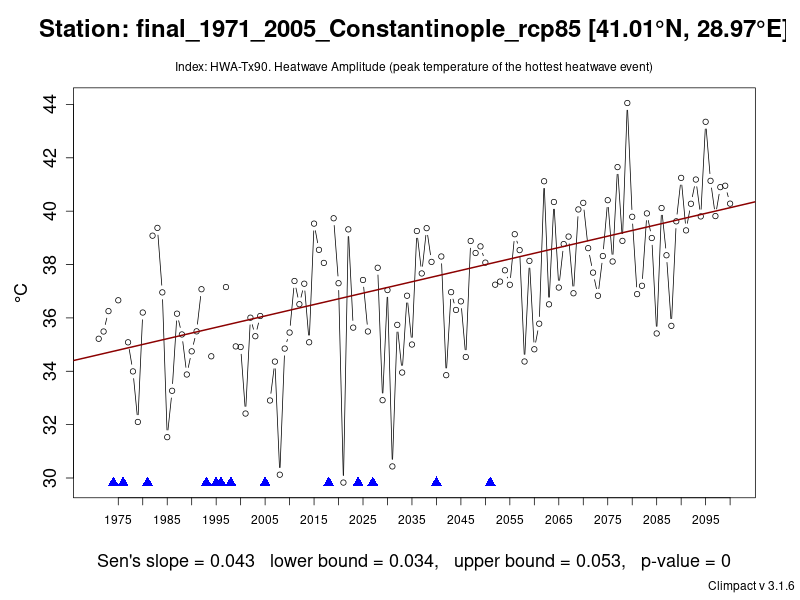 Station: final_1971_2005_Constantinople_rcp85 [41.01°N, 28.97°E]
Index: HWA-Tx90. Heatwave Amplitude (peak temperature of the hottest heatwave event)
44
42
40
38
36
34
32
30
°C
1975 1985 1995 2005 2015 2025 2035 2045 2055 2065 2075 2085 2095
Sen's slope = 0.043 lower bound = 0.034, upper bound = 0.053, p-value = 0
Climpact v 3.1.6